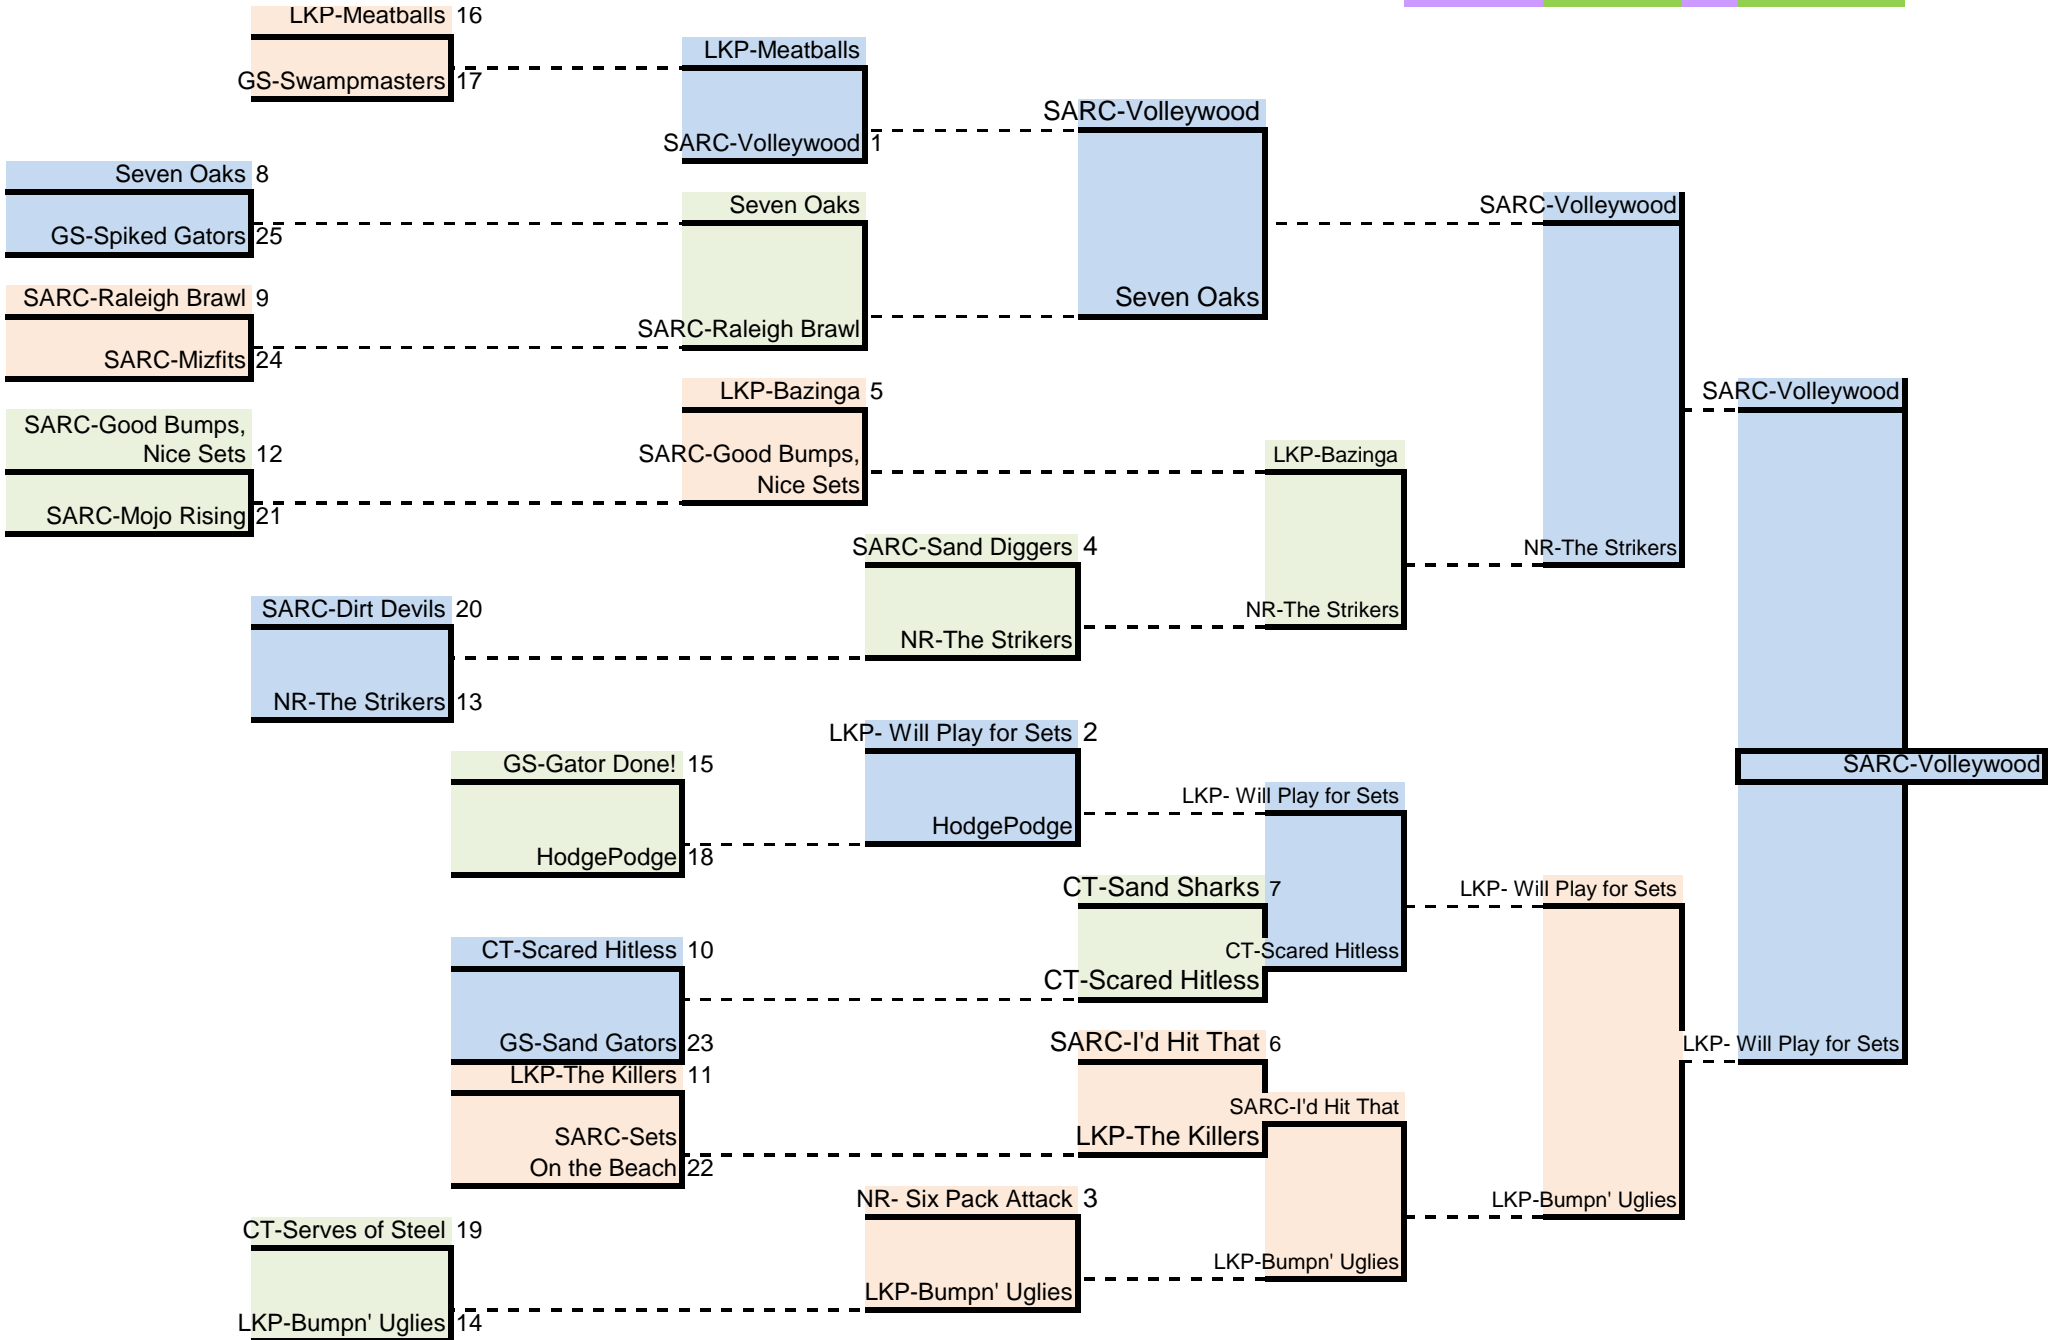 LKP-Meatballs 16
GS-Swampmasters 17
LKP-Meatballs
SARC-Volleywood 1
SARC-Volleywood
Seven Oaks 8
GS-Spiked Gators 25
Seven Oaks
SARC-Raleigh Brawl
Seven Oaks
SARC-Volleywood
SARC-Raleigh Brawl 9
SARC-Mizfits 24
LKP-Bazinga 5
SARC-Good Bumps,
Nice Sets
SARC-Volleywood
SARC-Good Bumps,
Nice Sets 12
SARC-Mojo Rising 21
LKP-Bazinga
NR-The Strikers
SARC-Sand Diggers 4
NR-The Strikers
NR-The Strikers
SARC-Dirt Devils 20
NR-The Strikers 13
LKP- Will Play for Sets 2
HodgePodge
GS-Gator Done! 15
HodgePodge 18
SARC-Volleywood
LKP- Will Play for Sets
CT-Sand Sharks 7
CT-Scared Hitless
CT-Scared Hitless
LKP- Will Play for Sets
CT-Scared Hitless 10
GS-Sand Gators 23
LKP-The Killers 11
SARC-Sets
On the Beach 22
SARC-I'd Hit That 6
LKP-The Killers
SARC-I'd Hit That
LKP- Will Play for Sets
NR- Six Pack Attack 3
LKP-Bumpn' Uglies
LKP-Bumpn' Uglies
LKP-Bumpn' Uglies
CT-Serves of Steel 19
LKP-Bumpn' Uglies 14